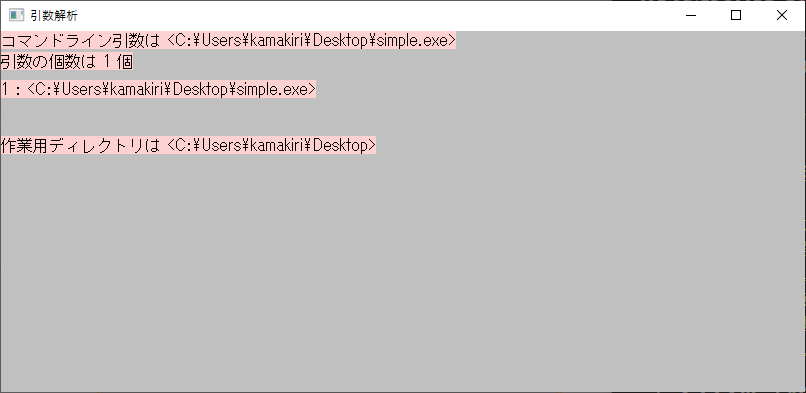 引数解析
コマンドライン引数は <C:¥Users¥kamakiri¥Desktop¥simple.exe>
引数の個数は 1 個
1 : <C:¥Users¥kamakiri¥Desktop¥simple.exe>
作業用ディレクトリは <C:¥Users¥kamakiri¥Desktop>